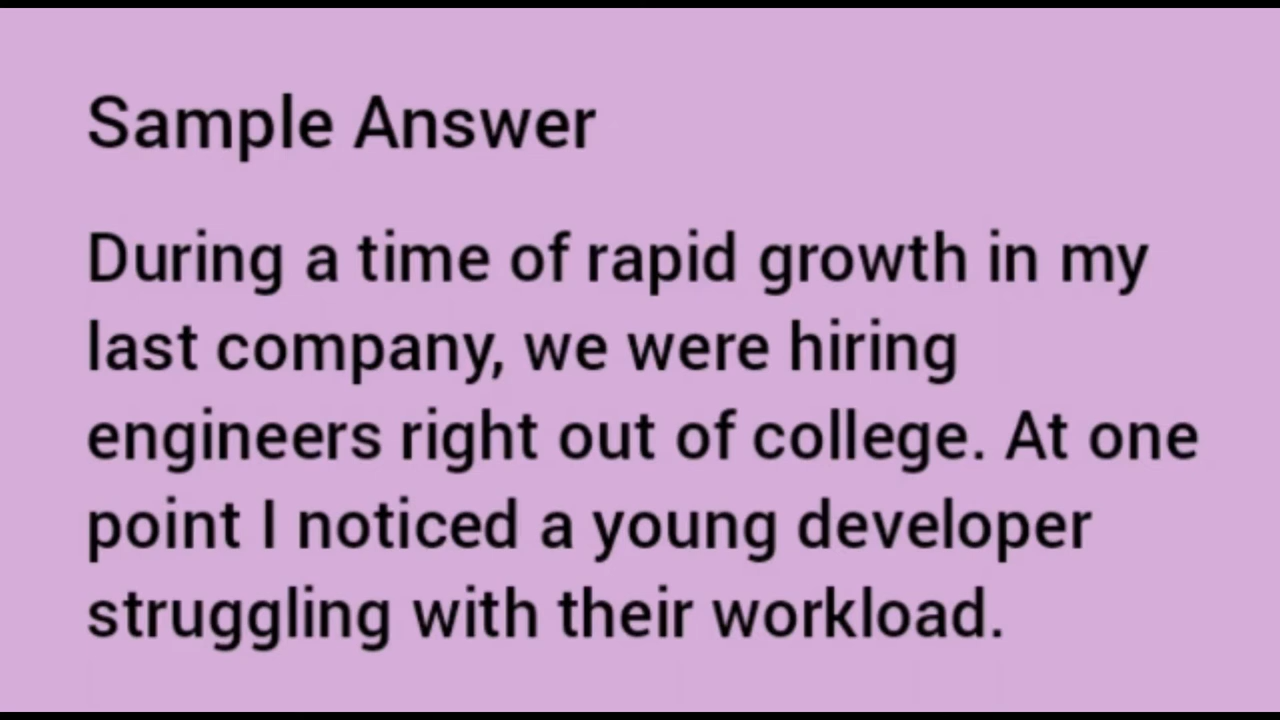 Sample Answer
During a time of rapid growth in my
last company, we were hiring
engineers right out of college. At one
point I noticed a young developer
struggling with their workload.